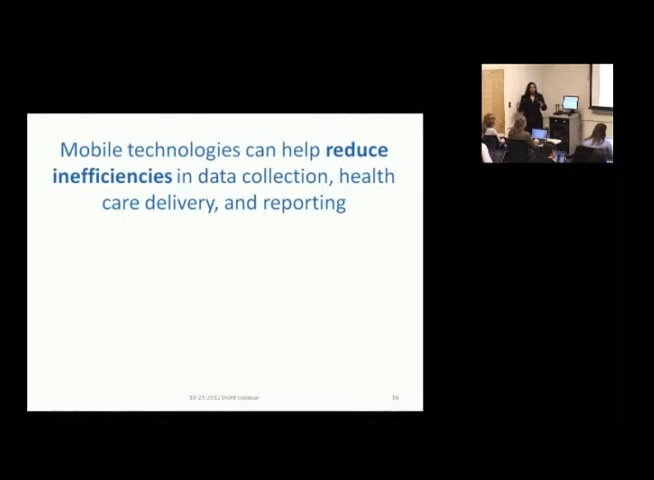 Mobile technologies can help reduce
inefficiencies in data collection, health
care delivery, and reporting